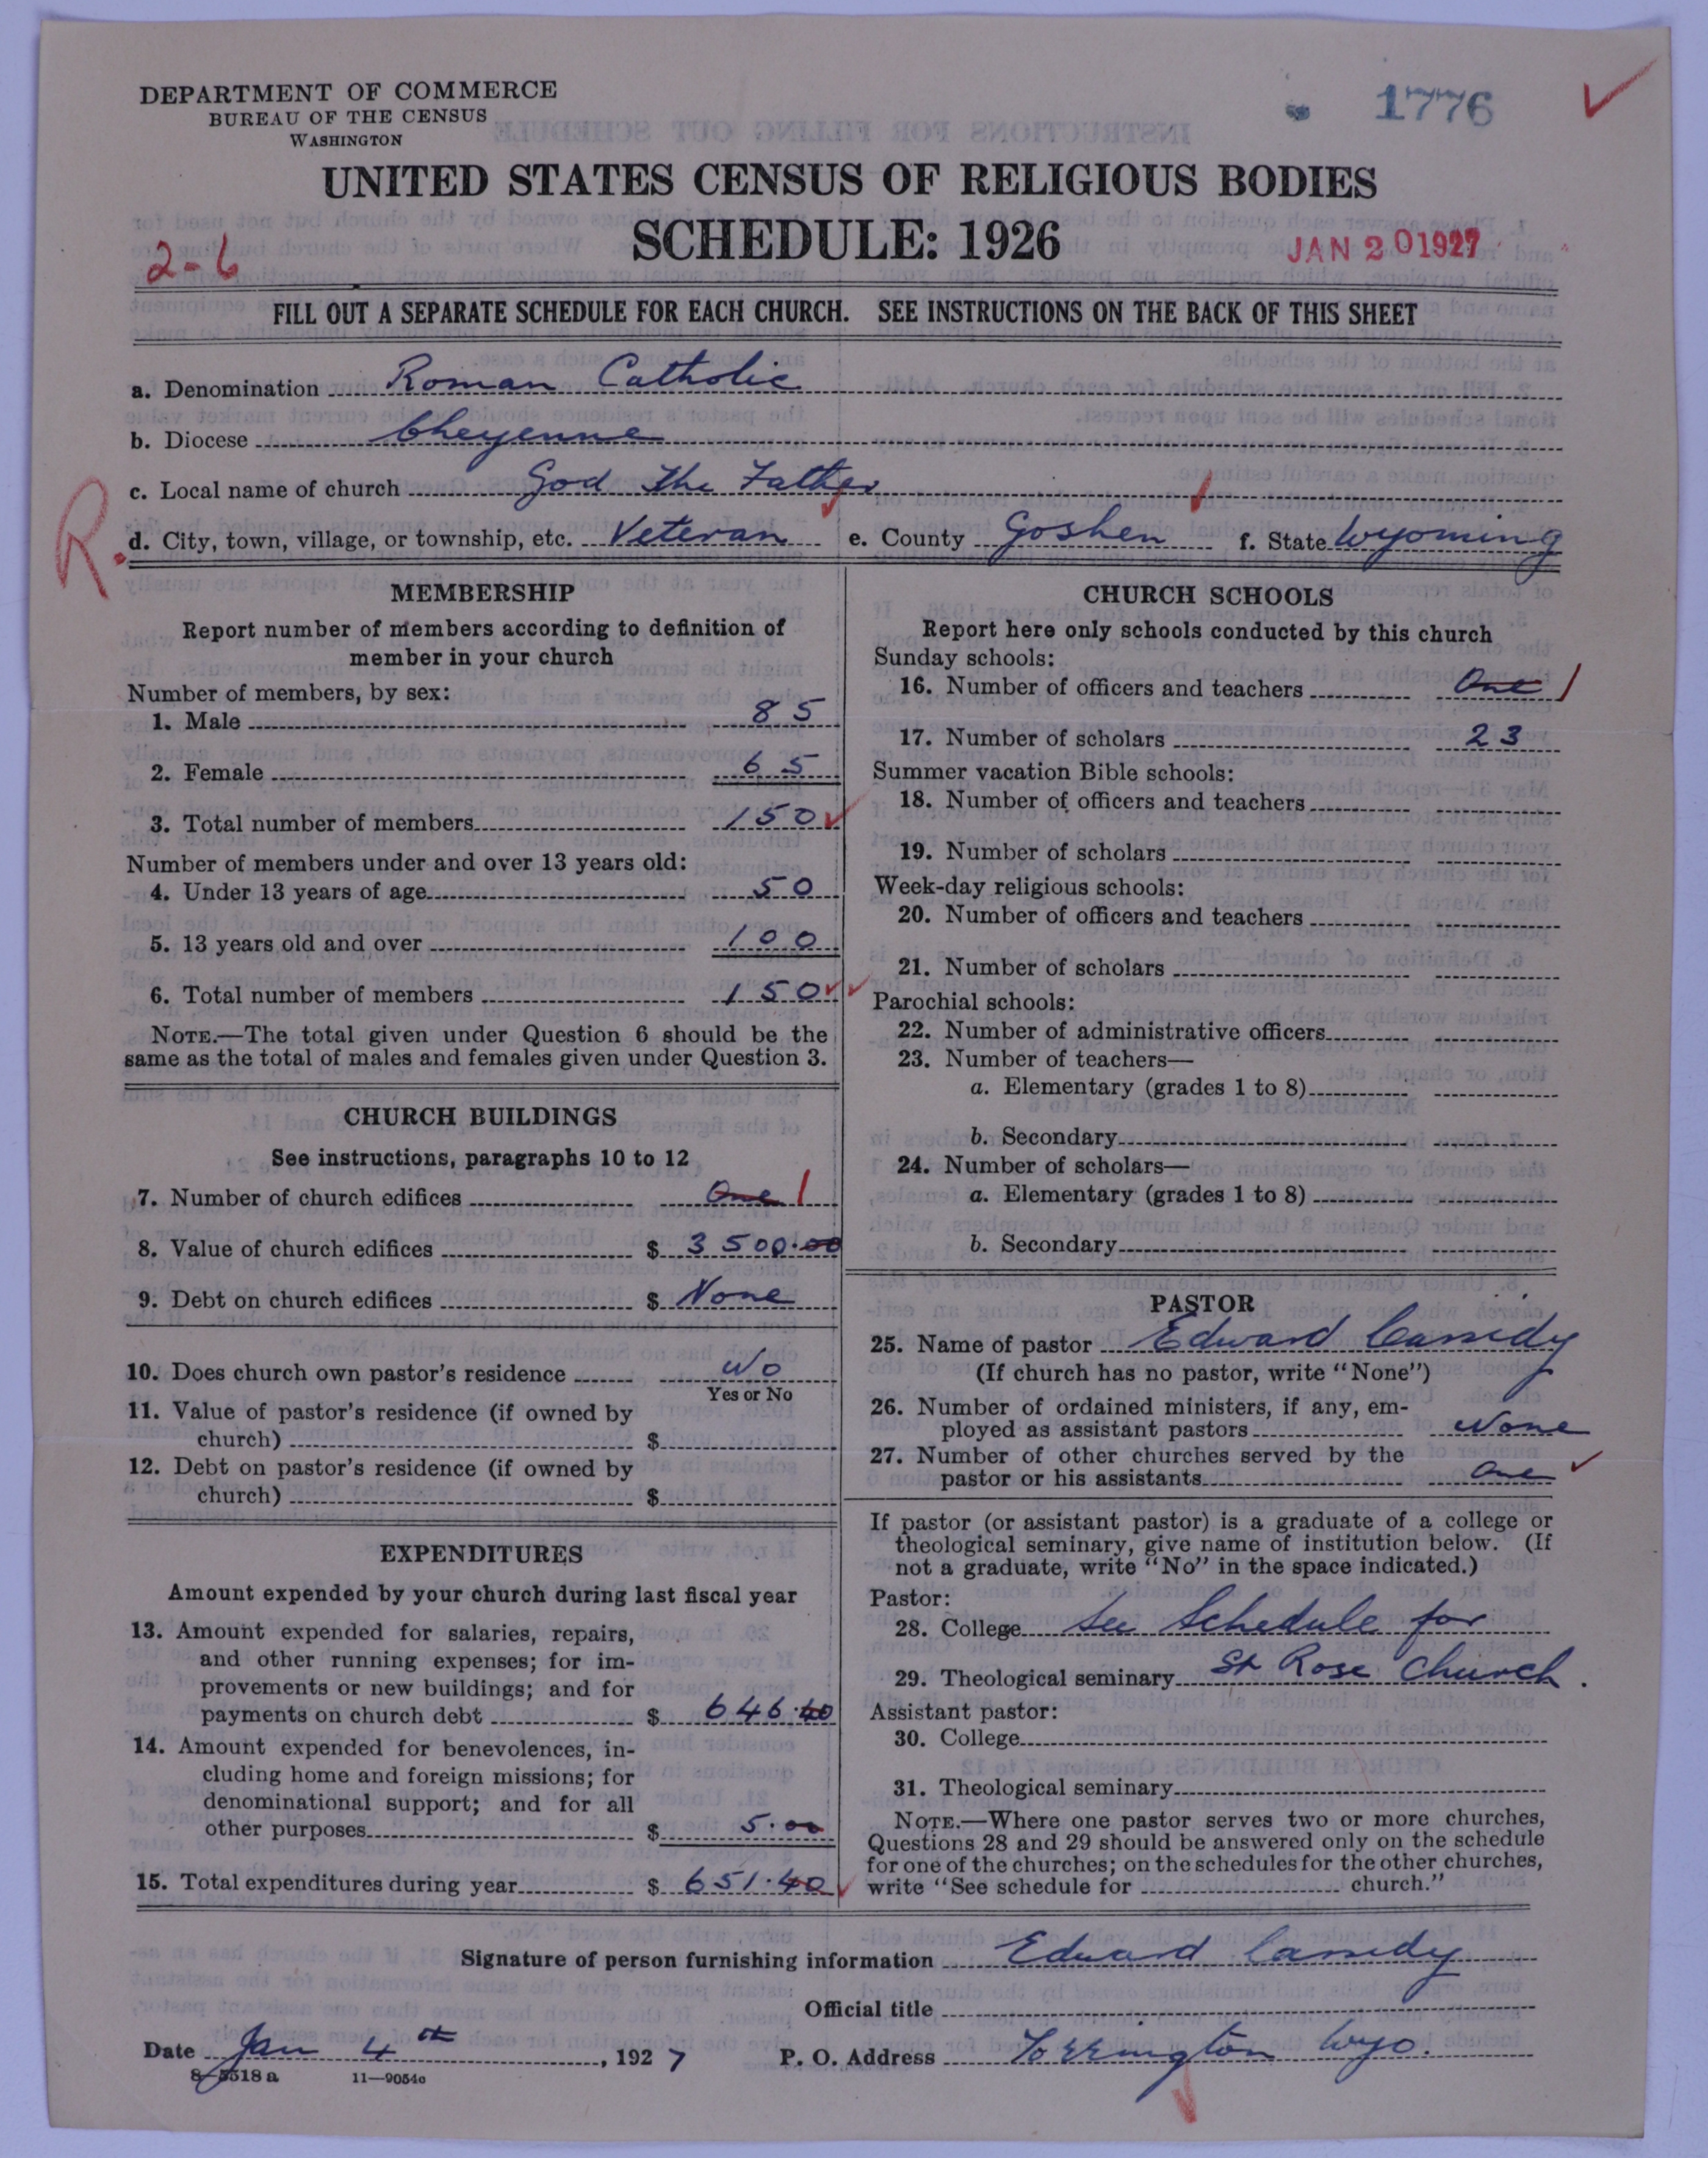 DEPARTMENT OF COMMERCE
BUREAU OF THE CENSUS
WASHINGTON
1776
UNITED STATES CENSUS OF RELIGIOUS BODIES
SCHEDULE: 1926
2-6
JAN 20 1927
FILL OUT A SEPARATE SCHEDULE FOR EACH CHURCH. SEE INSTRUCTIONS ON THE BACK OF THIS SHEET
a. Denomination Roman Catholic
b. Diocese Cheyenne
c. Local name of church God the Father
R.
d. City, town, village, or township, etc. Veteran e. County Goshen f. State Wyoming
MEMBERSHIP
Report number of members according to definition of
member in your church
Number of members, by sex:
1. Male 85
2. Female 65
3. Total number of members 150
Number of members under and over 13 years old:
4. Under 13 years of age 50
5. 13 years old and over 100
6. Total number of members 150
NOTE.—The total given under Question 6 should be the
same as the total of males and females given under Question 3.
CHURCH BUILDINGS
See instructions, paragraphs 10 to 12
7. Number of church edifices One 1
8. Value of church edifices $ 3500.00
9. Debt on church edifices $ None
10. Does church own pastor's residence No
Yes or No
11. Value of pastor's residence (if owned by
church) $
12. Debt on pastor's residence (if owned by
church) $
EXPENDITURES
Amount expended by your church during last fiscal year
13. Amount expended for salaries, repairs,
and other running expenses; for im-
provements or new buildings; and for
payments on church debt $ 646.40
14. Amount expended for benevolences, in-
cluding home and foreign missions; for
denominational support; and for all
other purposes $ 5.00
15. Total expenditures during year $ 651.40
CHURCH SCHOOLS
Report here only schools conducted by this church
Sunday schools:
16. Number of officers and teachers One 1
17. Number of scholars 23
Summer vacation Bible schools:
18. Number of officers and teachers
19. Number of scholars
Week-day religious schools:
20. Number of officers and teachers
21. Number of scholars
Parochial schools:
22. Number of administrative officers
23. Number of teachers—
a. Elementary (grades 1 to 8)
b. Secondary
24. Number of scholars—
a. Elementary (grades 1 to 8)
b. Secondary
PASTOR
25. Name of pastor Edward Cassidy
(If church has no pastor, write "None")
26. Number of ordained ministers, if any, em-
ployed as assistant pastors None
27. Number of other churches served by the
pastor or his assistants One
If pastor (or assistant pastor) is a graduate of a college or
theological seminary, give name of institution below. (If
not a graduate, write "No" in the space indicated.)
Pastor:
28. College See Schedule for
29. Theological seminary St Rose Church.
Assistant pastor:
30. College
31. Theological seminary
NOTE.—Where one pastor serves two or more churches,
Questions 28 and 29 should be answered only on the schedule
for one of the churches; on the schedules for the other churches,
write "See schedule for church."
Signature of person furnishing information Edward Cassidy
Official title
Date Jan 4th, 1927 P. O. Address Torrington Wyo.
8-5518a 11—9054c